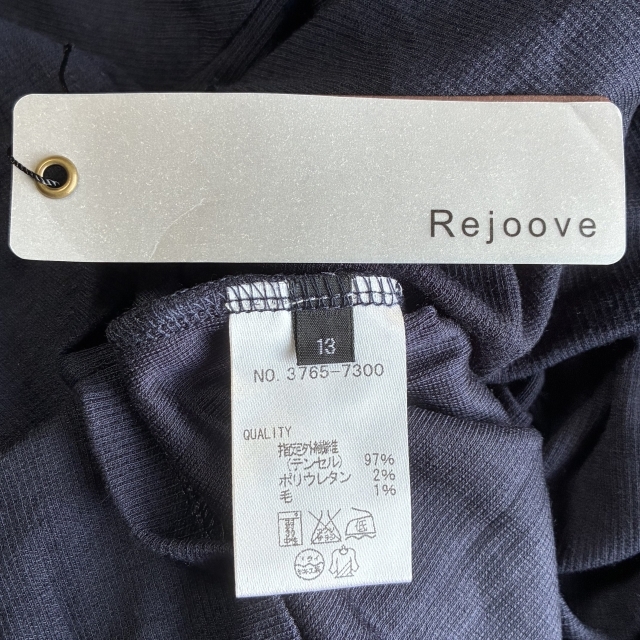 Rejoove
13
NO. 3765-7300
QUALITY
指定外繊維
(テンセル) 97%
ポリウレタン 2%
毛 1%